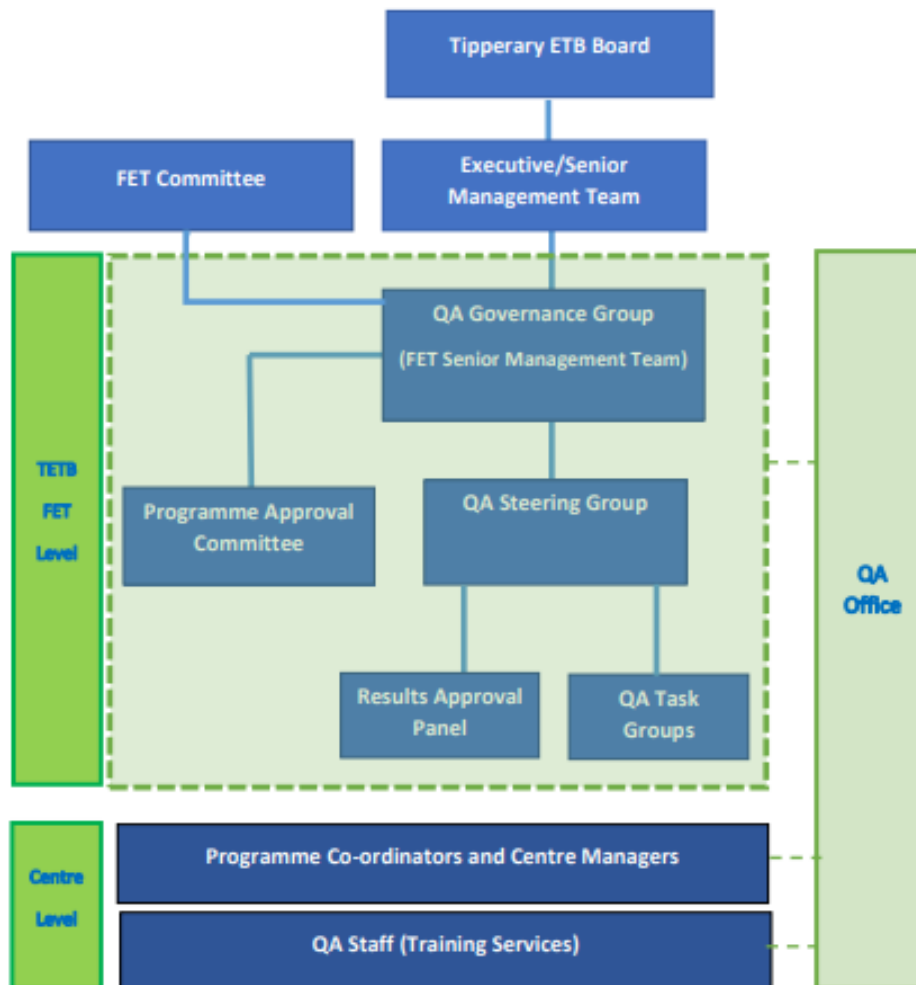 Tipperary ETB Board
FET Committee
Executive/Senior
Management Team
QA Governance Group
(FET Senior Management Team)
TETB
FET
Level
Programme Approval
Committee
QA Steering Group
QA
Office
Results Approval
Panel
QA Task
Groups
Centre
Level
Programme Co-ordinators and Centre Managers
QA Staff (Training Services)